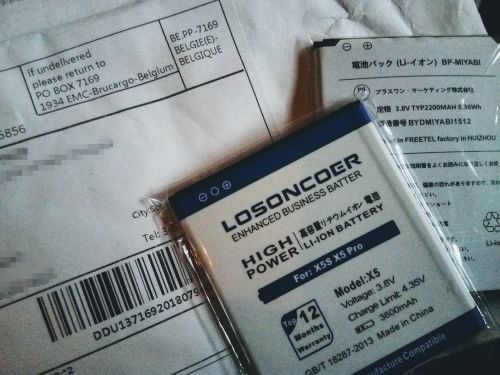 If undelivered
please return to
PO BOX 7169
1934 EMC-Brucargo-Belgium
BE.PP-7169
BELGIE(E)-
BELGIQUE
5856
City:Sh
Tel: 3
DDU1371692018079
LOSONCOER
ENHANCED BUSINESS BATTER
HIGH POWER
高容量リチウムイオン電池
LI-ION BATTERY
For: X5S X5 Pro
Model:X5
Voltage: 3.8V
Charge Limit: 4.35V
3600mAh
GB/T 18287-2013
Top 12
Months
Warranty
Manufacture Compatible
電池パック (Li-イオン) BP-MIYABI
プラスワン・マーケティング株式会社
定格 3.8V TYP2200MAH 8.36Wh
BYDMIYABI1512
in FREETEL factory in HUIZHOU